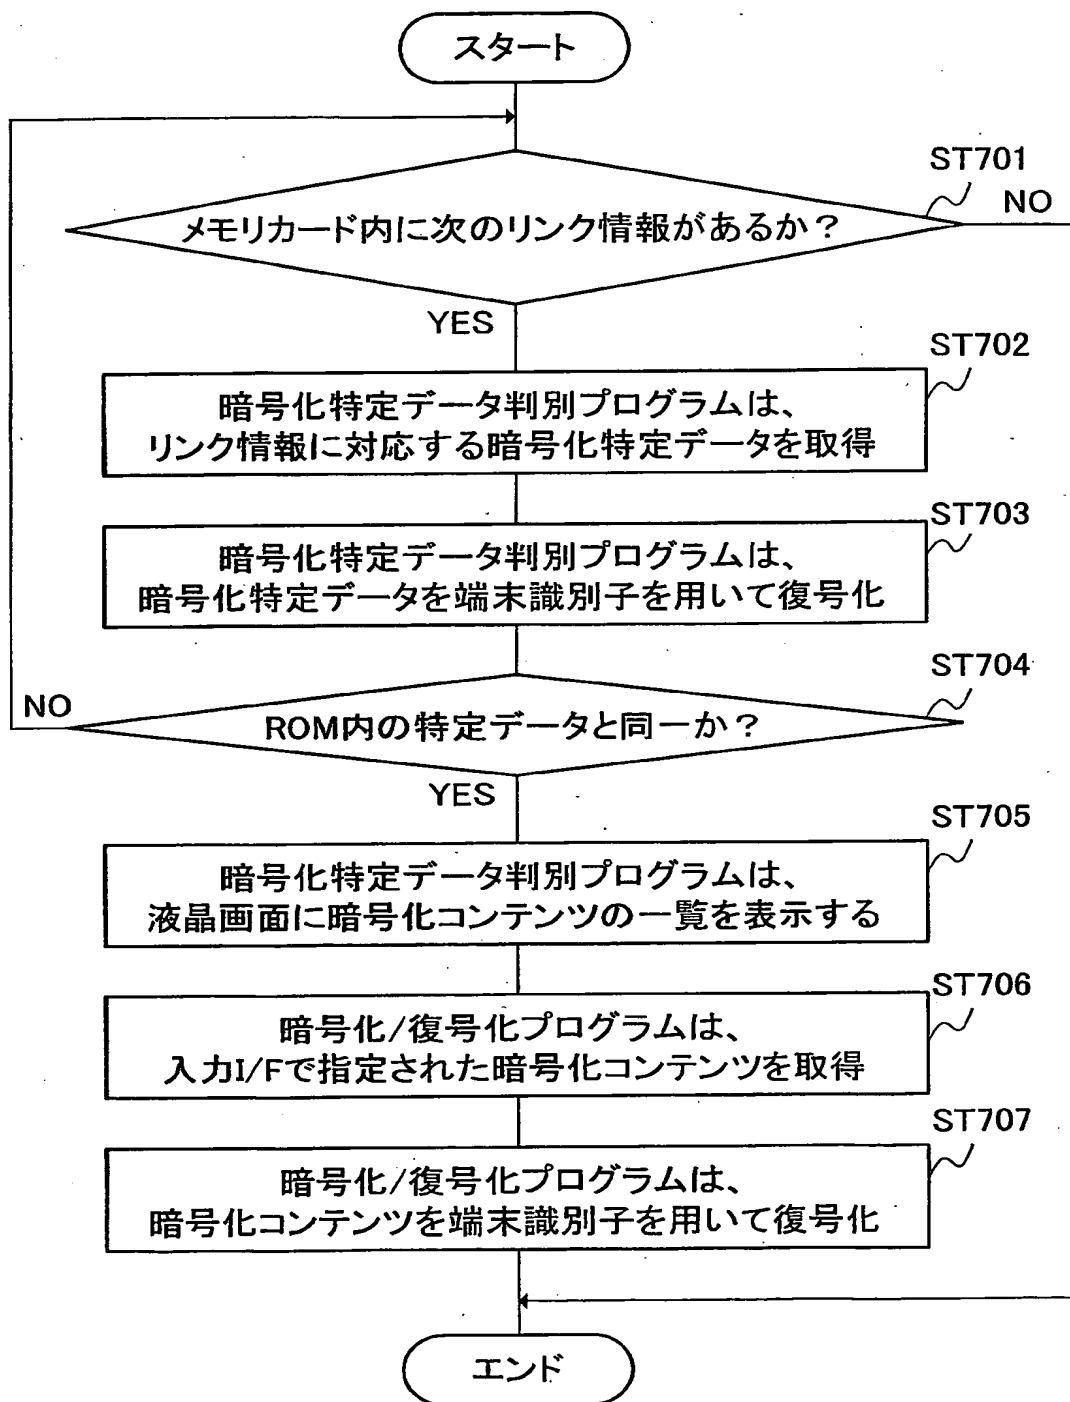 スタート
ST701
NO
メモリカード内に次のリンク情報があるか？
YES
ST702
暗号化特定データ判別プログラムは、
リンク情報に対応する暗号化特定データを取得
ST703
暗号化特定データ判別プログラムは、
暗号化特定データを端末識別子を用いて復号化
ST704
NO
ROM内の特定データと同一か？
YES
ST705
暗号化特定データ判別プログラムは、
液晶画面に暗号化コンテンツの一覧を表示する
ST706
暗号化/復号化プログラムは、
入力I/Fで指定された暗号化コンテンツを取得
ST707
暗号化/復号化プログラムは、
暗号化コンテンツを端末識別子を用いて復号化
エンド